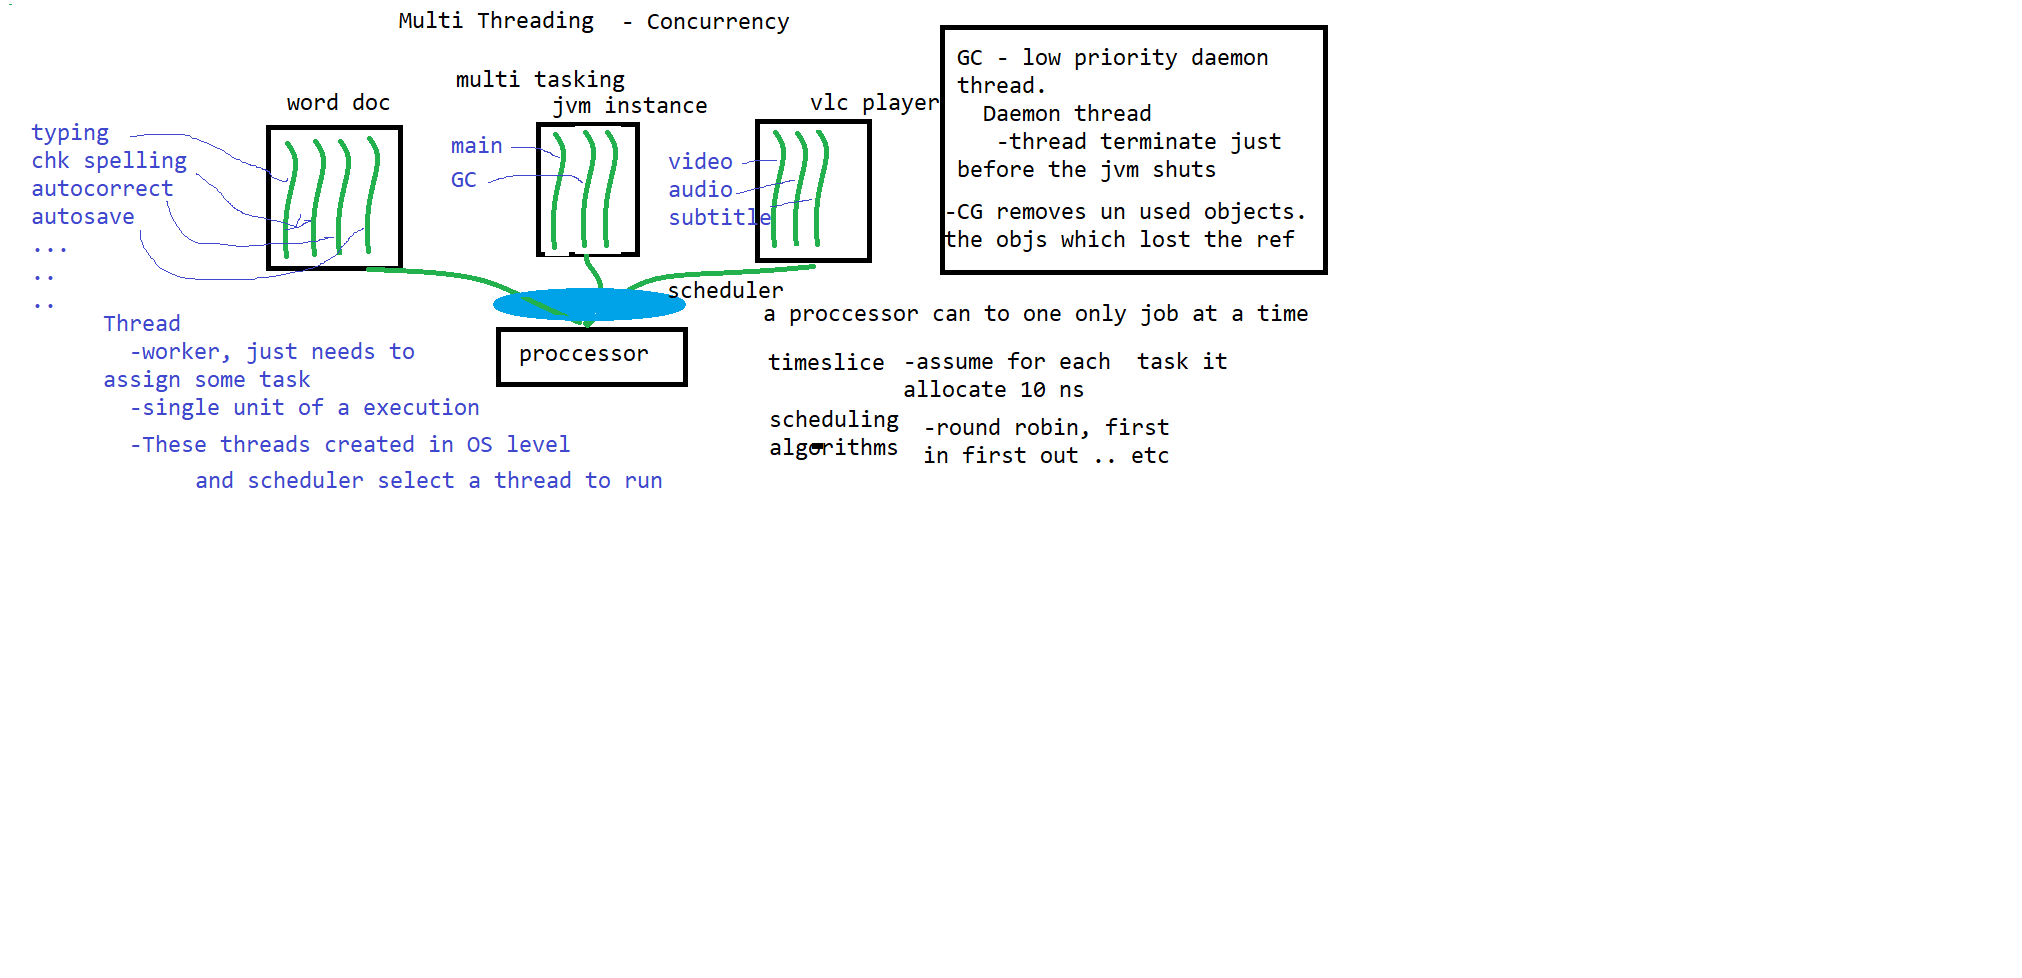 Multi Threading - Concurrency
multi tasking
word doc
jvm instance
vlc player
typing
chk spelling
autocorrect
autosave
...
..
..
main
GC
video
audio
subtitle
GC - low priority daemon
thread.
Daemon thread
-thread terminate just
before the jvm shuts
-CG removes un used objects.
the objs which lost the ref
scheduler
proccessor
a proccessor can to one only job at a time
timeslice -assume for each task it
allocate 10 ns
scheduling
algorithms
-round robin, first
in first out .. etc
Thread
-worker, just needs to
assign some task
-single unit of a execution
-These threads created in OS level
and scheduler select a thread to run